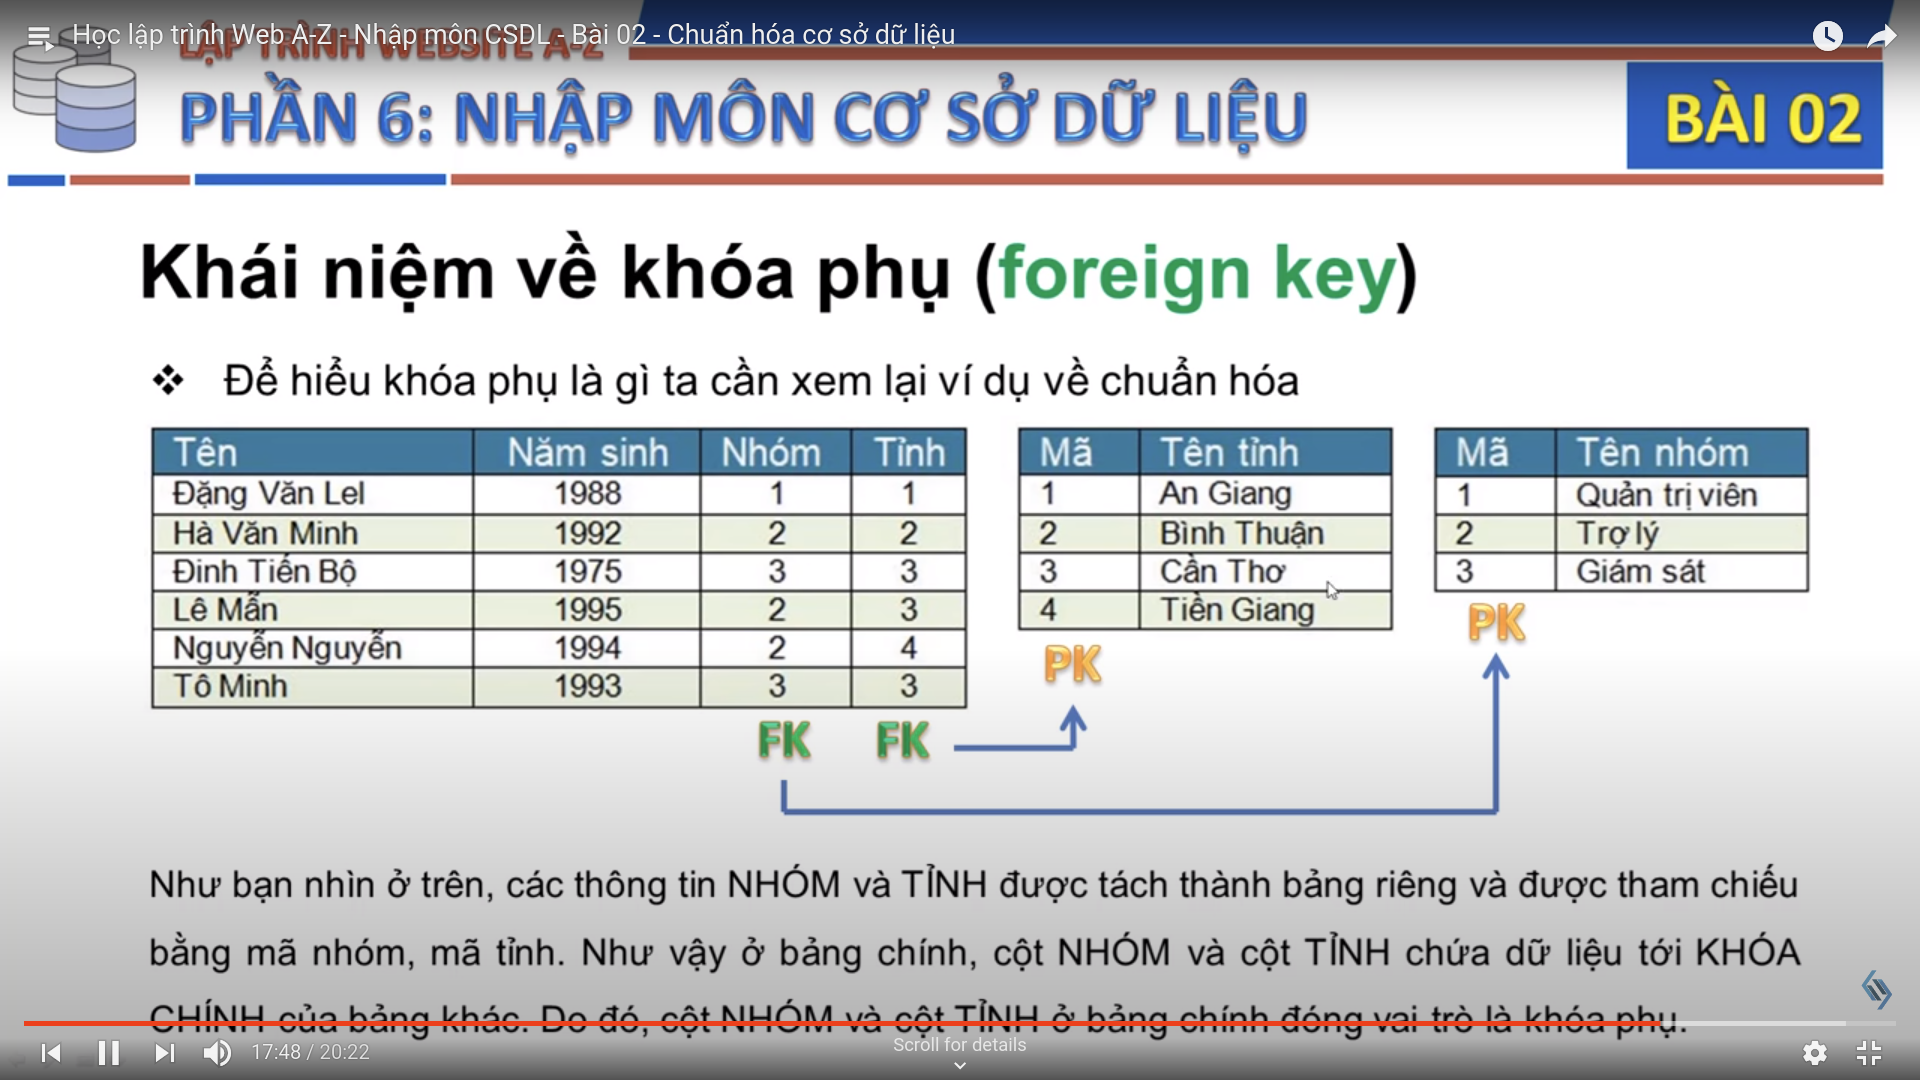 Học lập trình Web A-Z - Nhập môn CSDL - Bài 02 - Chuẩn hóa cơ sở dữ liệu
LẬP TRÌNH WEBSITE A-Z
PHẦN 6: NHẬP MÔN CƠ SỞ DỮ LIỆU
BÀI 02
Khái niệm về khóa phụ (foreign key)
❖ Để hiểu khóa phụ là gì ta cần xem lại ví dụ về chuẩn hóa
Tên Năm sinh Nhóm Tỉnh
Đặng Văn Lel 1988 1 1
Hà Văn Minh 1992 2 2
Đinh Tiến Bộ 1975 3 3
Lê Mẫn 1995 2 3
Nguyễn Nguyễn 1994 2 4
Tô Minh 1993 3 3
FK FK
Mã Tên tỉnh
1 An Giang
2 Bình Thuận
3 Cần Thơ
4 Tiền Giang
PK
Mã Tên nhóm
1 Quản trị viên
2 Trợ lý
3 Giám sát
PK
Như bạn nhìn ở trên, các thông tin NHÓM và TỈNH được tách thành bảng riêng và được tham chiếu
bằng mã nhóm, mã tỉnh. Như vậy ở bảng chính, cột NHÓM và cột TỈNH chứa dữ liệu tới KHÓA
CHÍNH của bảng khác. Do đó, cột NHÓM và cột TỈNH ở bảng chính đóng vai trò là khóa phụ.
17:48 / 20:22
Scroll for details